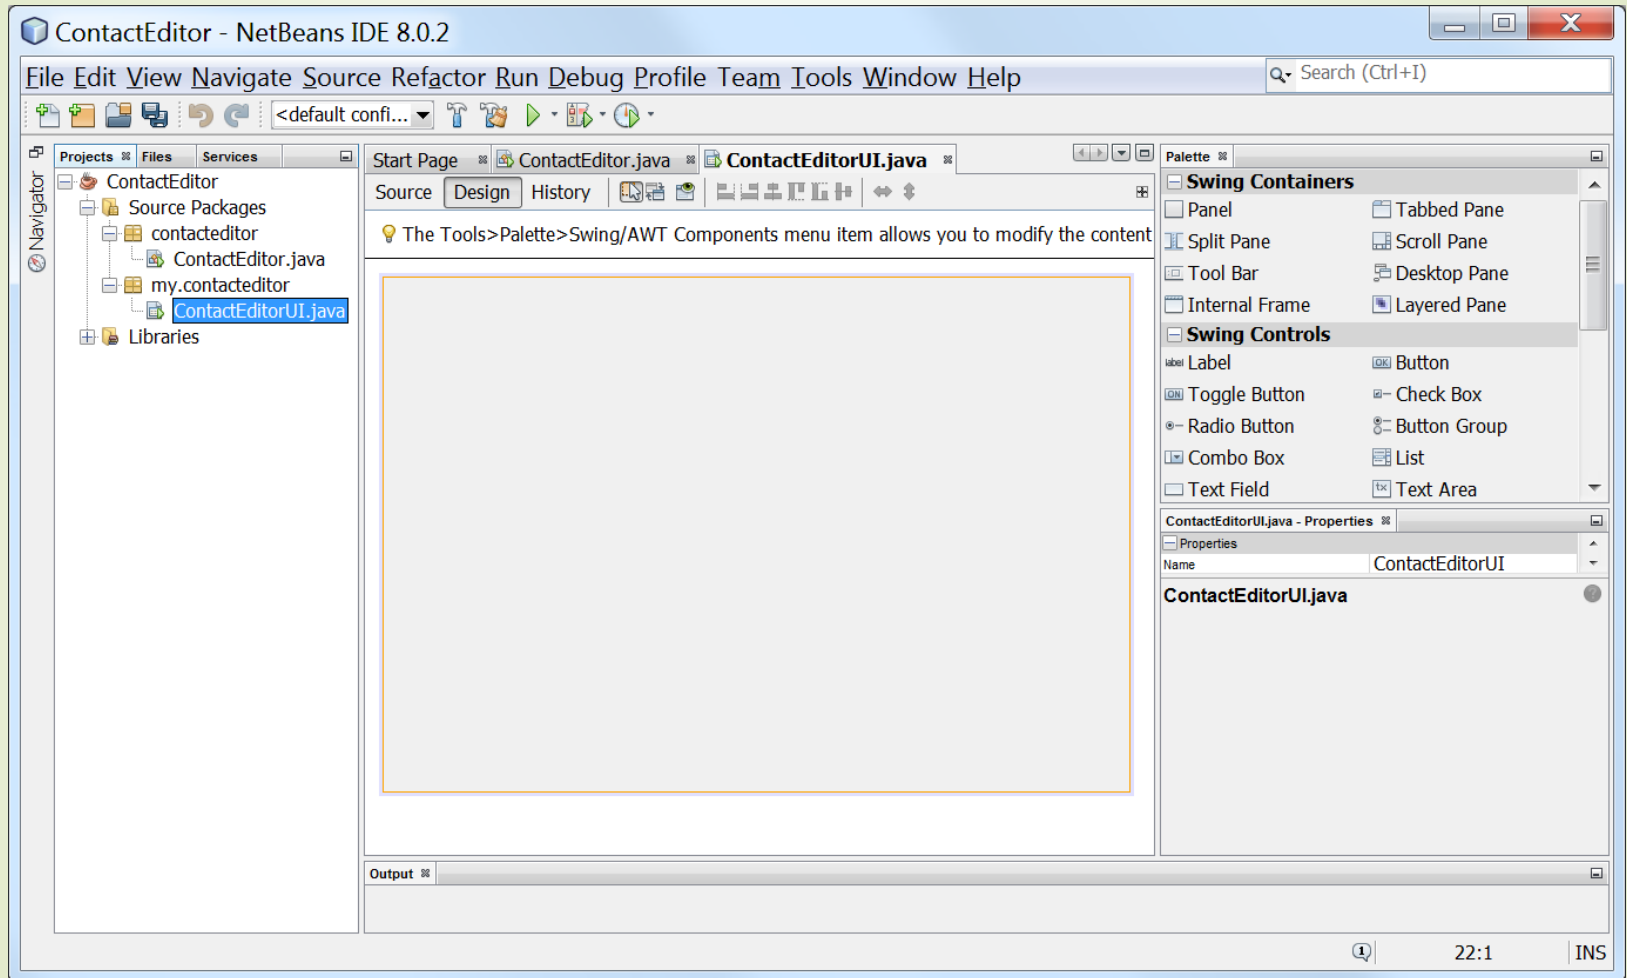 ContactEditor - NetBeans IDE 8.0.2
File Edit View Navigate Source Refactor Run Debug Profile Team Tools Window Help
Search (Ctrl+I)
<default confi...
Navigator
Projects Files Services
ContactEditor
Source Packages
contacteditor
ContactEditor.java
my.contacteditor
ContactEditorUI.java
Libraries
Start Page ContactEditor.java ContactEditorUI.java
Source Design History
The Tools>Palette>Swing/AWT Components menu item allows you to modify the content
Palette
Swing Containers
Panel Tabbed Pane
Split Pane Scroll Pane
Tool Bar Desktop Pane
Internal Frame Layered Pane
Swing Controls
label Label OK Button
ON Toggle Button Check Box
Radio Button Button Group
Combo Box List
Text Field tx Text Area
ContactEditorUI.java - Properties
Properties
Name ContactEditorUI
ContactEditorUI.java
Output
1 22:1 INS